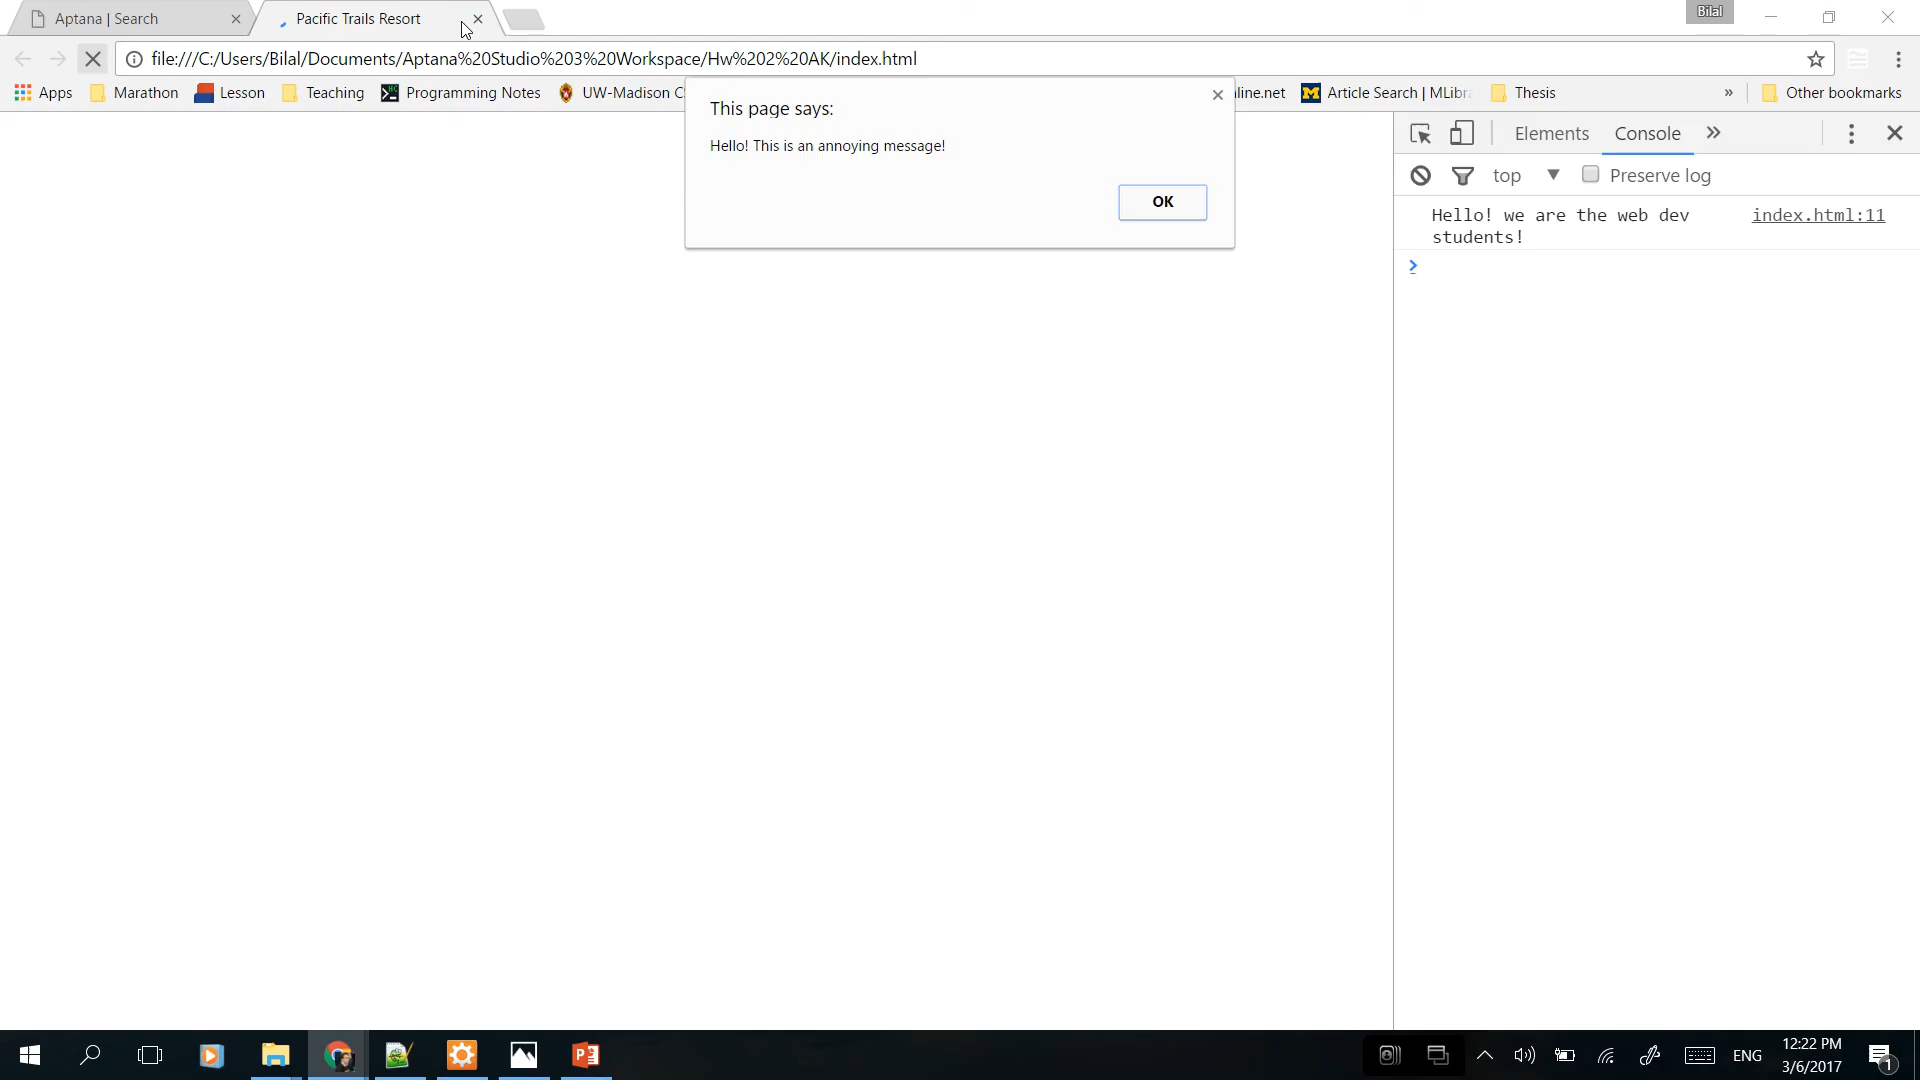 Aptana | Search
Pacific Trails Resort
Bilal
file:///C:/Users/Bilal/Documents/Aptana%20Studio%203%20Workspace/Hw%202%20AK/index.html
Apps Marathon Lesson Teaching Programming Notes UW-Madison line.net Article Search | MLibra Thesis » Other bookmarks
This page says:
Hello! This is an annoying message!
OK
Elements Console
top Preserve log
Hello! we are the web dev index.html:11
students!
ENG
12:22 PM
3/6/2017
1